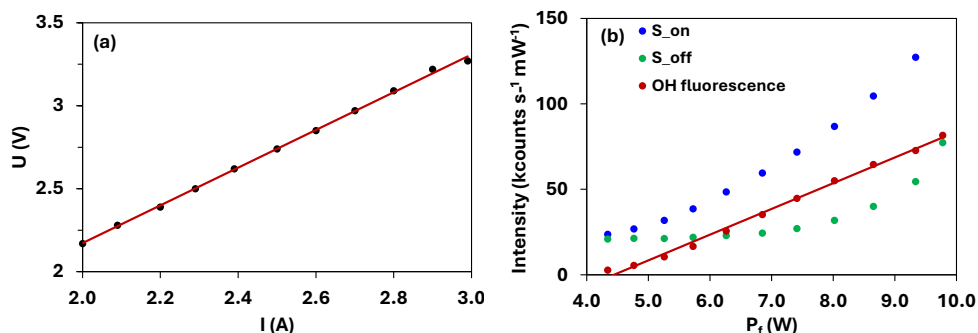 (a)
3.5
3
2.5
2
U (V)
2.0 2.2 2.4 2.6 2.8 3.0
I (A)
(b)
S_on
S_off
OH fluorescence
150
100
50
0
Intensity (kcounts s⁻¹ mW⁻¹)
4.0 5.0 6.0 7.0 8.0 9.0 10.0
P_f (W)